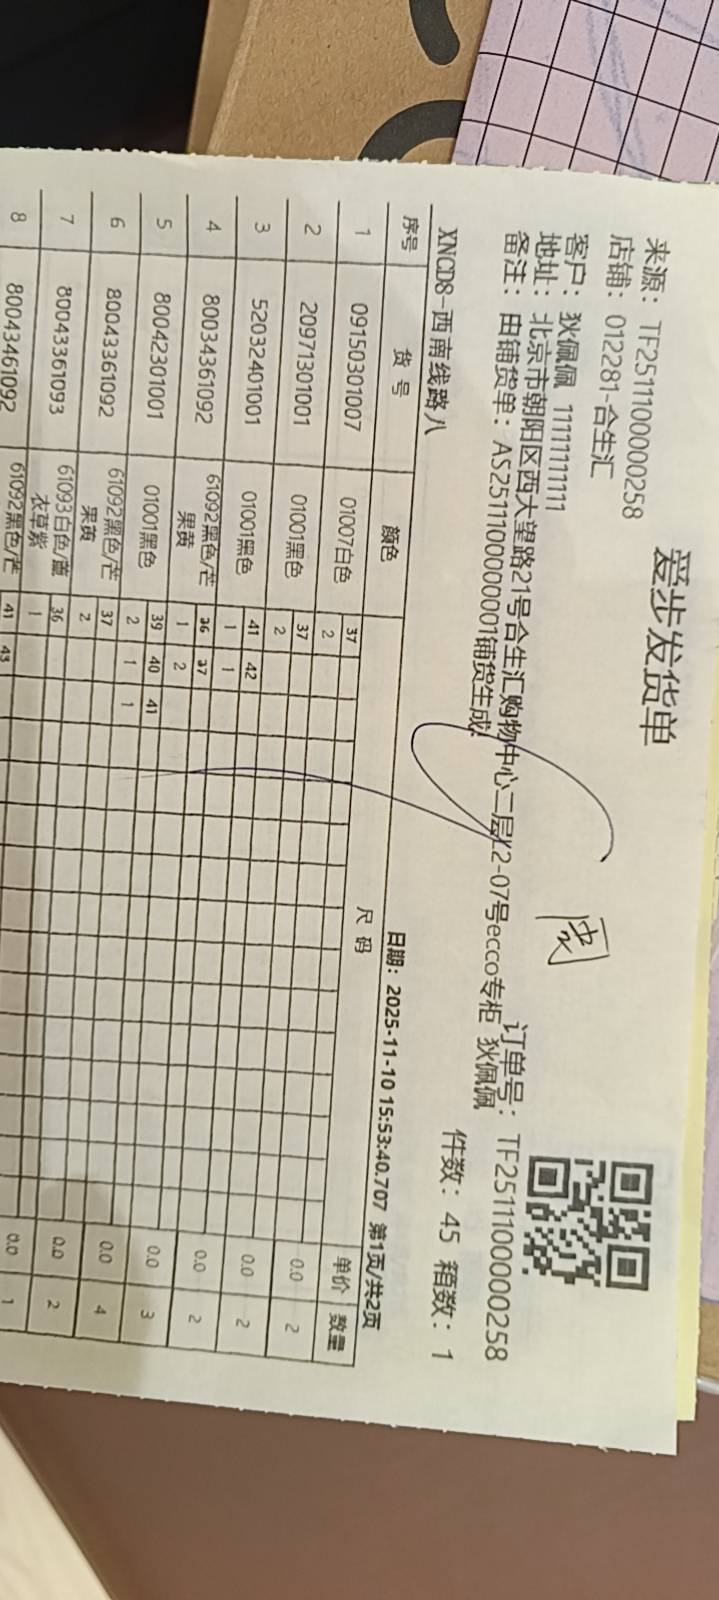 爱步发货单
来源：TF2511100000258
订单号：TF2511100000258
店铺：012281-合生汇
客户：狄佩佩 11111111111
件数：45 箱数：1
地址：北京市朝阳区西大望路21号合生汇购物中心二层L2-07号ecco专柜 狄佩佩
备注：由铺货单：AS2511100000001铺货生成!
XNCD8-西南线路八
日期：2025-11-10 15:53:40.707 第1页/共2页
序号 货 号 颜色 尺 码 单价 数量
1 09150301007 01007白色 37 0.0 2
2
2 20971301001 01001黑色 37 0.0 2
2
3 52032401001 01001黑色 41 42 0.0 2
1 1
4 80034361092 61092黑色/芒果黄 36 37 0.0 3
1 2
5 80042301001 01001黑色 39 40 41 0.0 4
2 1 1
6 80043361092 61092黑色/芒果黄 37 0.0 2
2
7 80043361093 61093白色/薰衣草紫 36 0.0 1
1
8 80043461092 61092黑色/芒 41 43